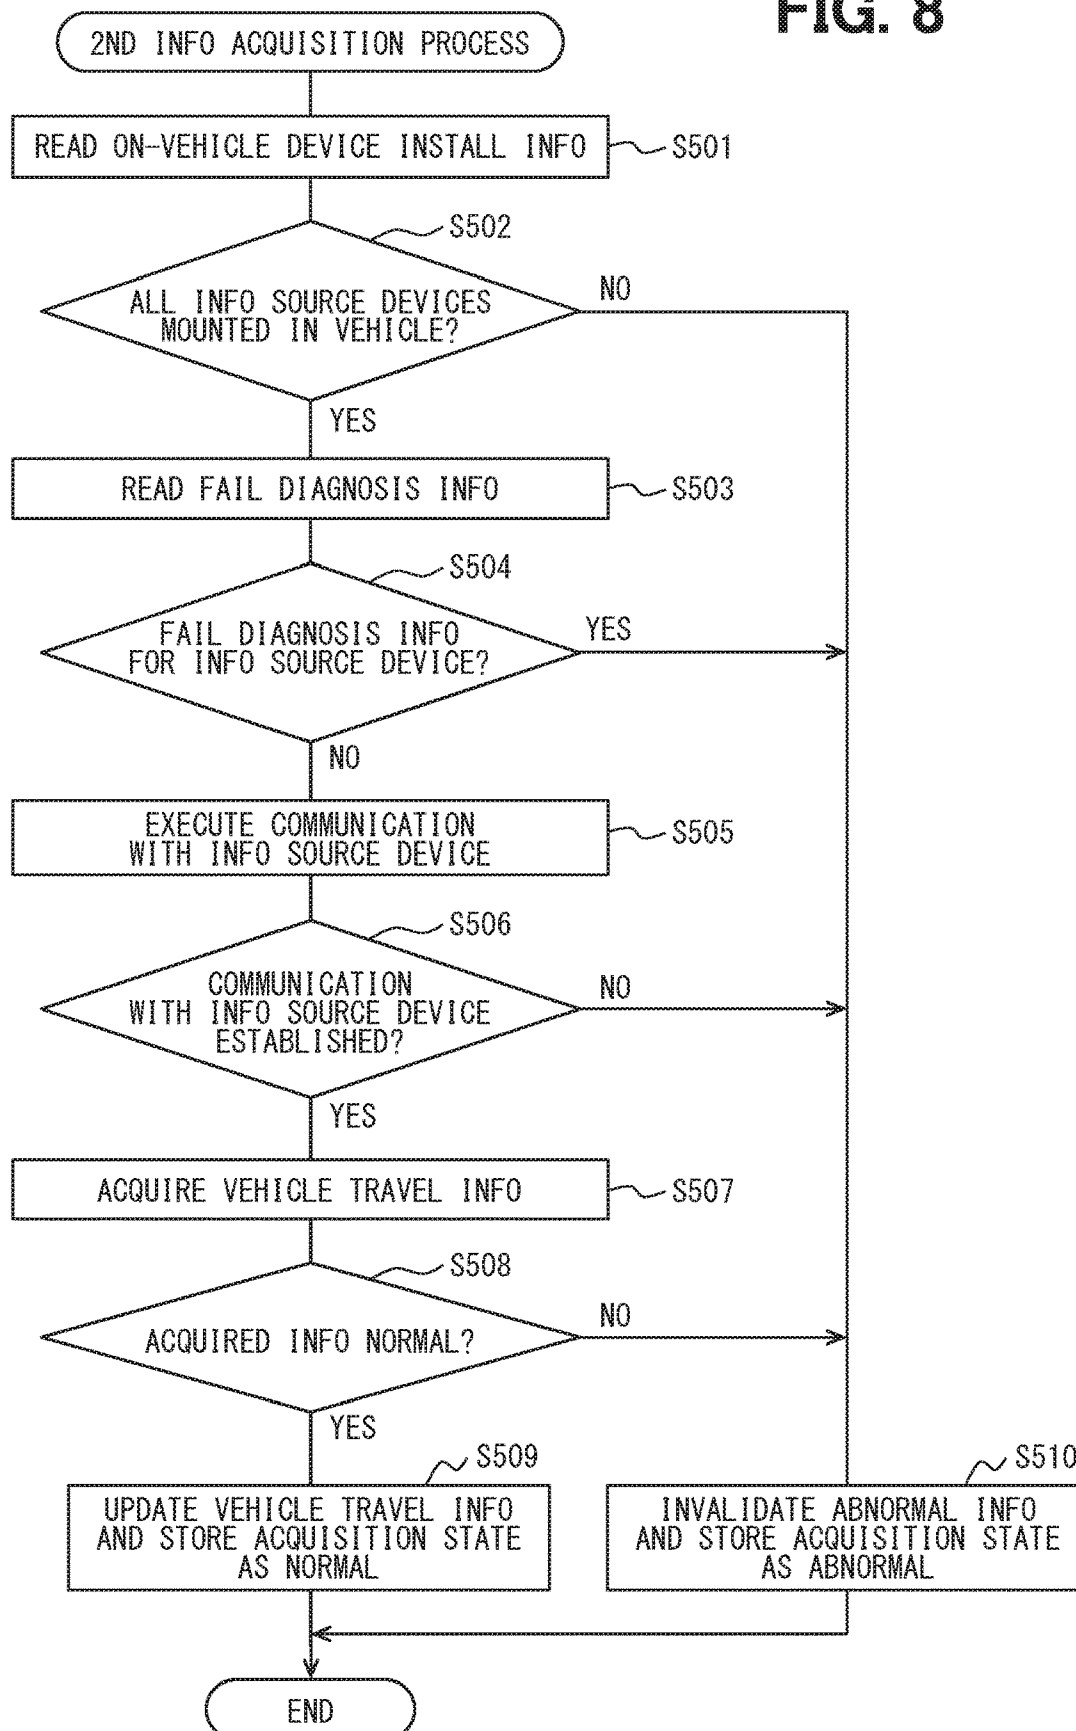 FIG. 8
2ND INFO ACQUISITION PROCESS
READ ON-VEHICLE DEVICE INSTALL INFO
S501
S502
ALL INFO SOURCE DEVICES
MOUNTED IN VEHICLE?
NO
YES
READ FAIL DIAGNOSIS INFO
S503
S504
FAIL DIAGNOSIS INFO
FOR INFO SOURCE DEVICE?
YES
NO
EXECUTE COMMUNICATION
WITH INFO SOURCE DEVICE
S505
S506
COMMUNICATION
WITH INFO SOURCE DEVICE
ESTABLISHED?
NO
YES
ACQUIRE VEHICLE TRAVEL INFO
S507
S508
ACQUIRED INFO NORMAL?
NO
YES
S509
UPDATE VEHICLE TRAVEL INFO
AND STORE ACQUISITION STATE
AS NORMAL
S510
INVALIDATE ABNORMAL INFO
AND STORE ACQUISITION STATE
AS ABNORMAL
END